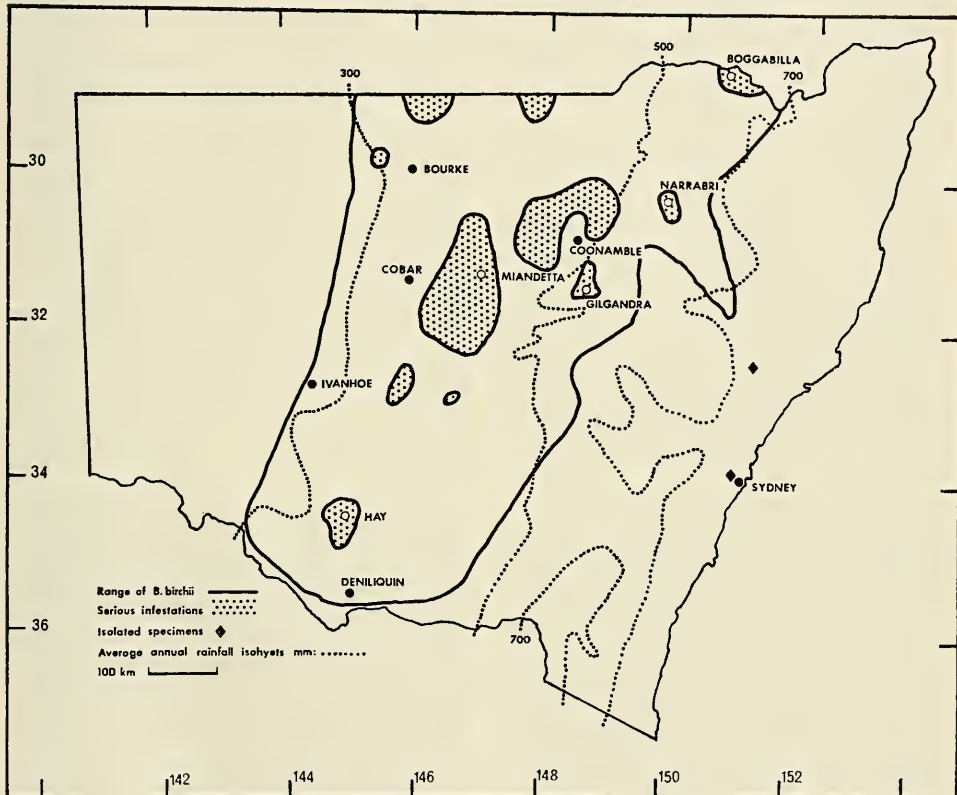 500
BOGGABILLA
300
700
30
BOURKE
NARRABRI
COONAMBLE
COBAR
MIANDETTA
GILGANDRA
32
IVANHOE
34
SYDNEY
HAY
DENILIQUIN
Range of B. birchii
Serious infestations
Isolated specimens
36
Average annual rainfall isohyets mm:
700
100 km
142
144
146
148
150
152